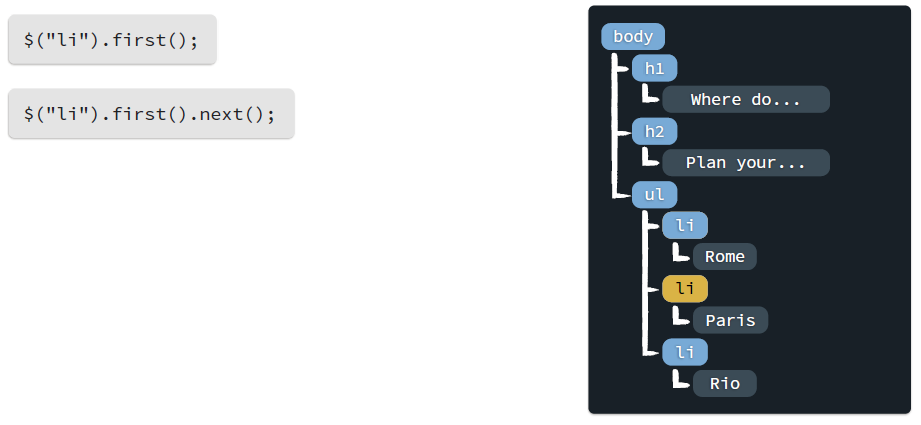 $("li").first();
$("li").first().next();
body
h1
Where do...
h2
Plan your...
ul
li
Rome
li
Paris
li
Rio